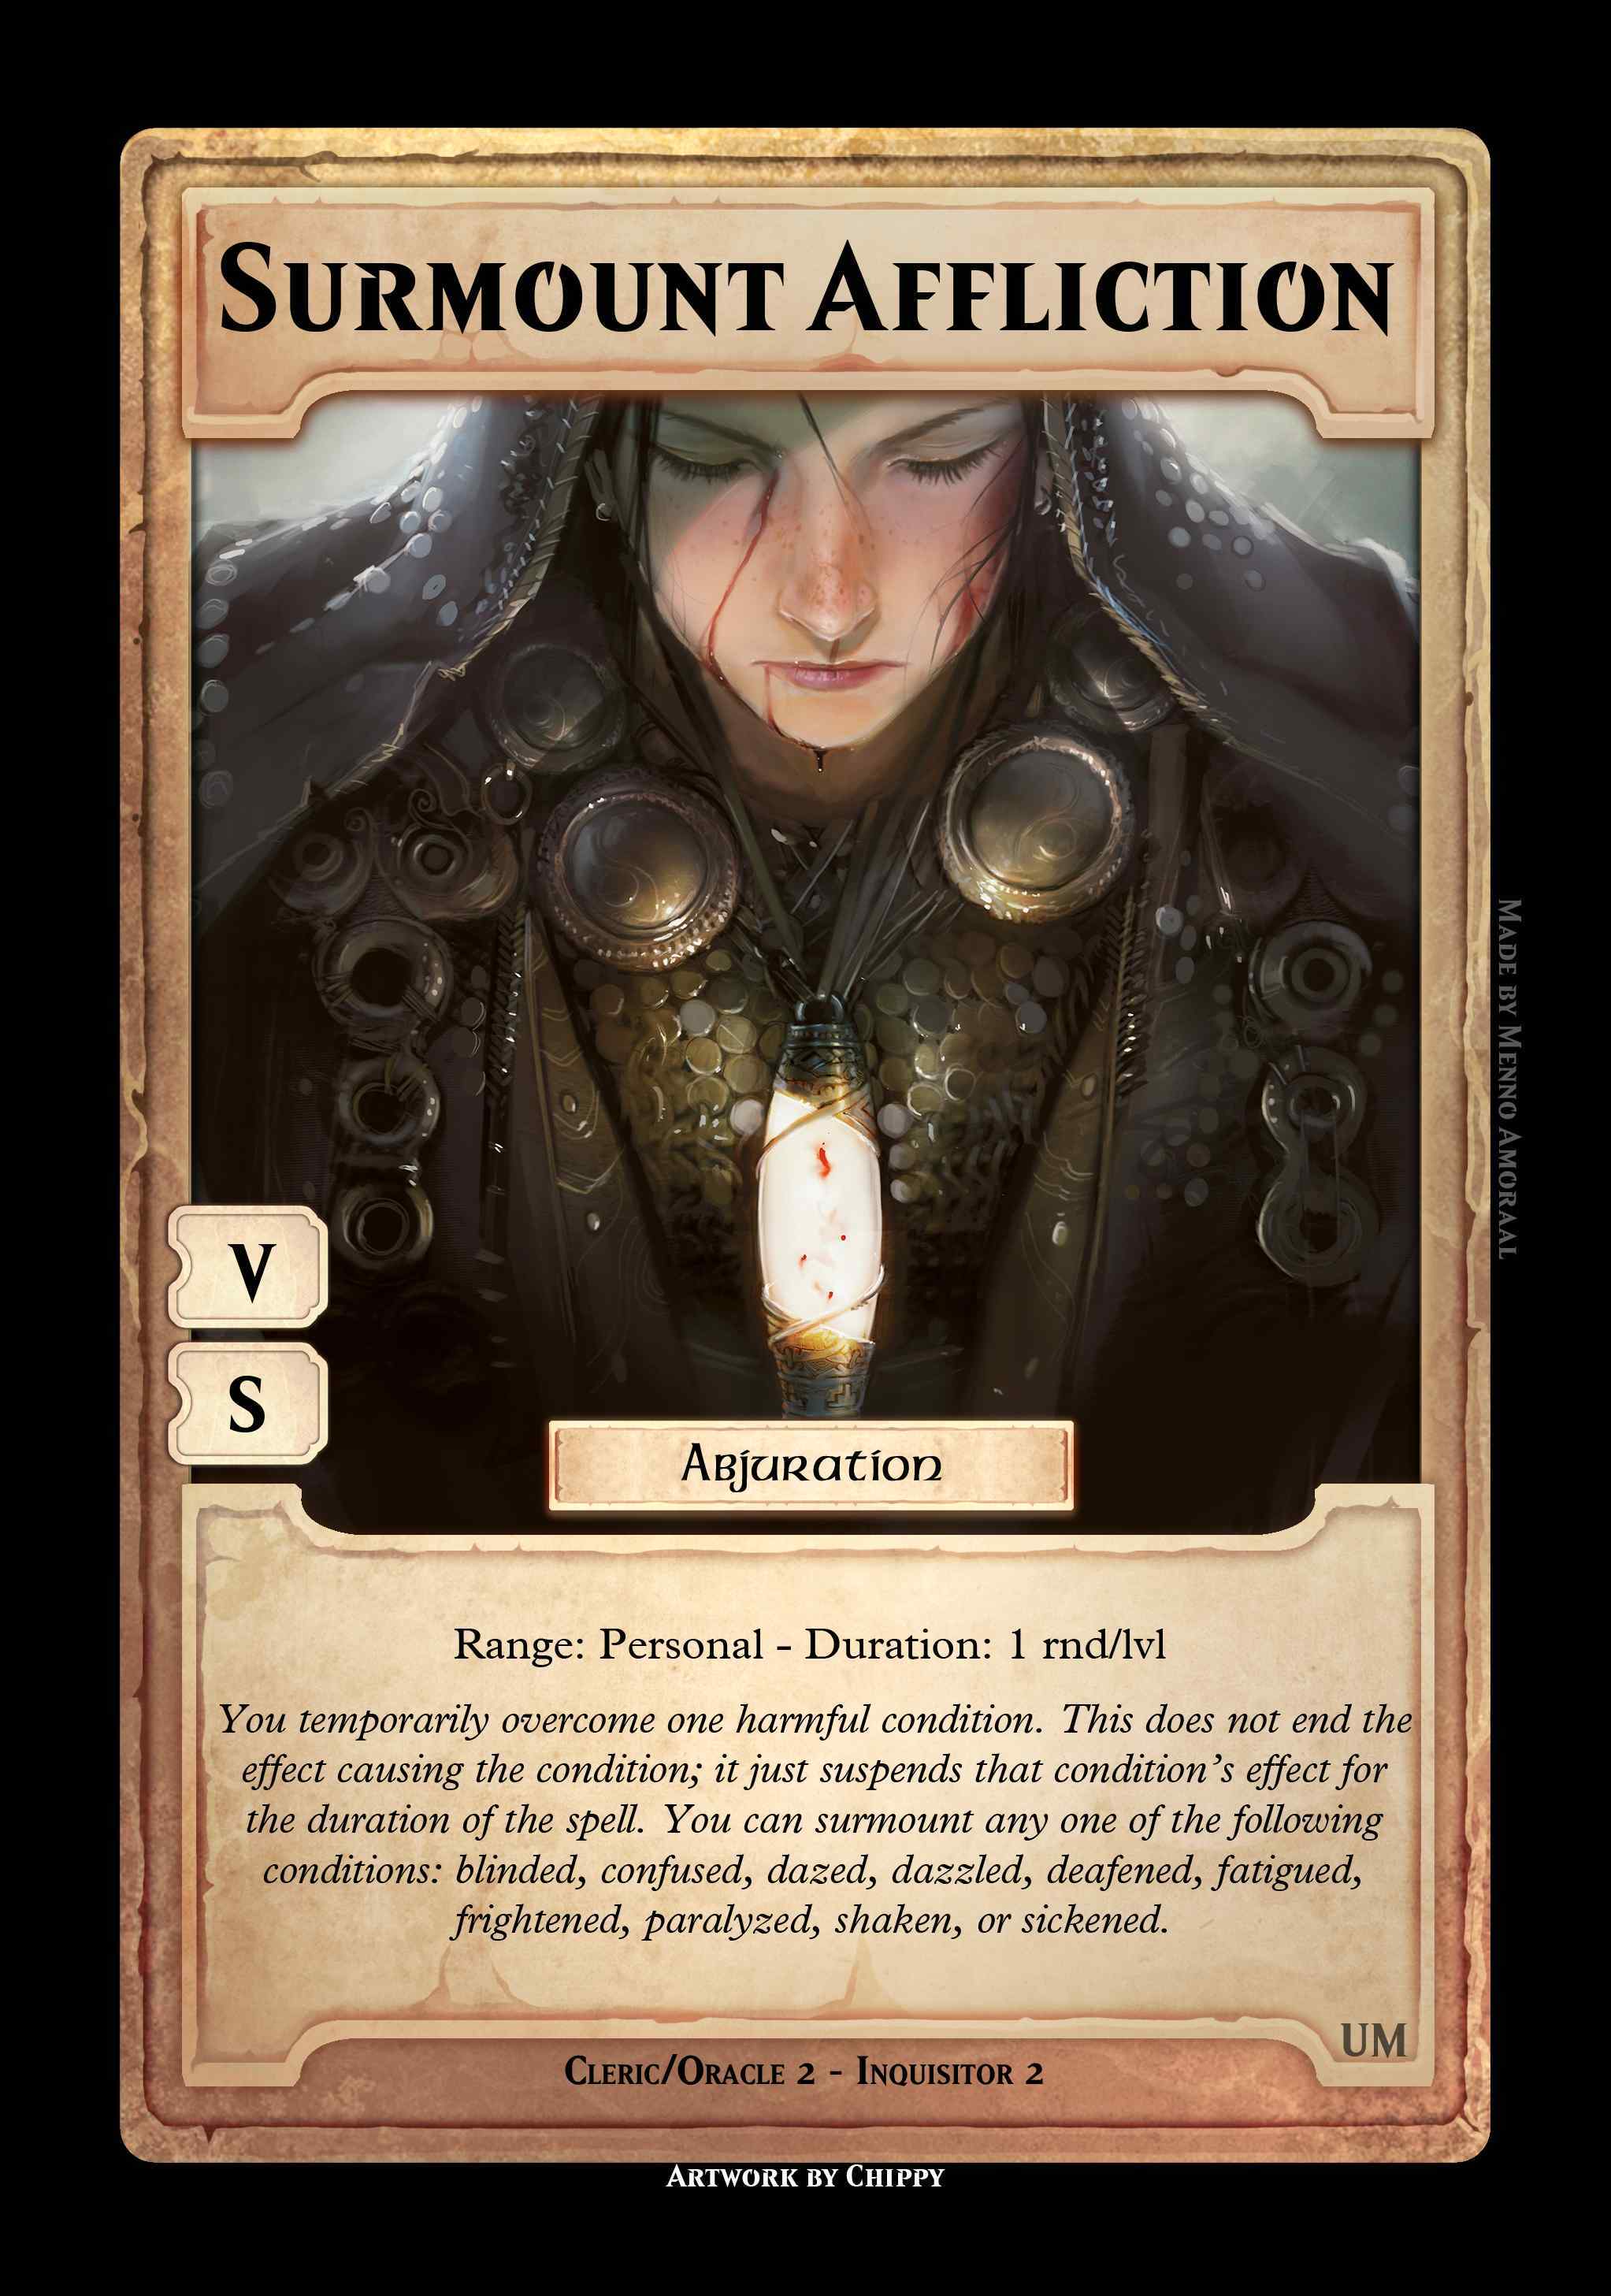 Surmount Affliction
V
S
Abjuration
Range: Personal - Duration: 1 rnd/lvl
You temporarily overcome one harmful condition. This does not end the
effect causing the condition; it just suspends that condition's effect for
the duration of the spell. You can surmount any one of the following
conditions: blinded, confused, dazed, dazzled, deafened, fatigued,
frightened, paralyzed, shaken, or sickened.
UM
Cleric/Oracle 2 - Inquisitor 2
Artwork by Chippy
Made by Menno Amoraal